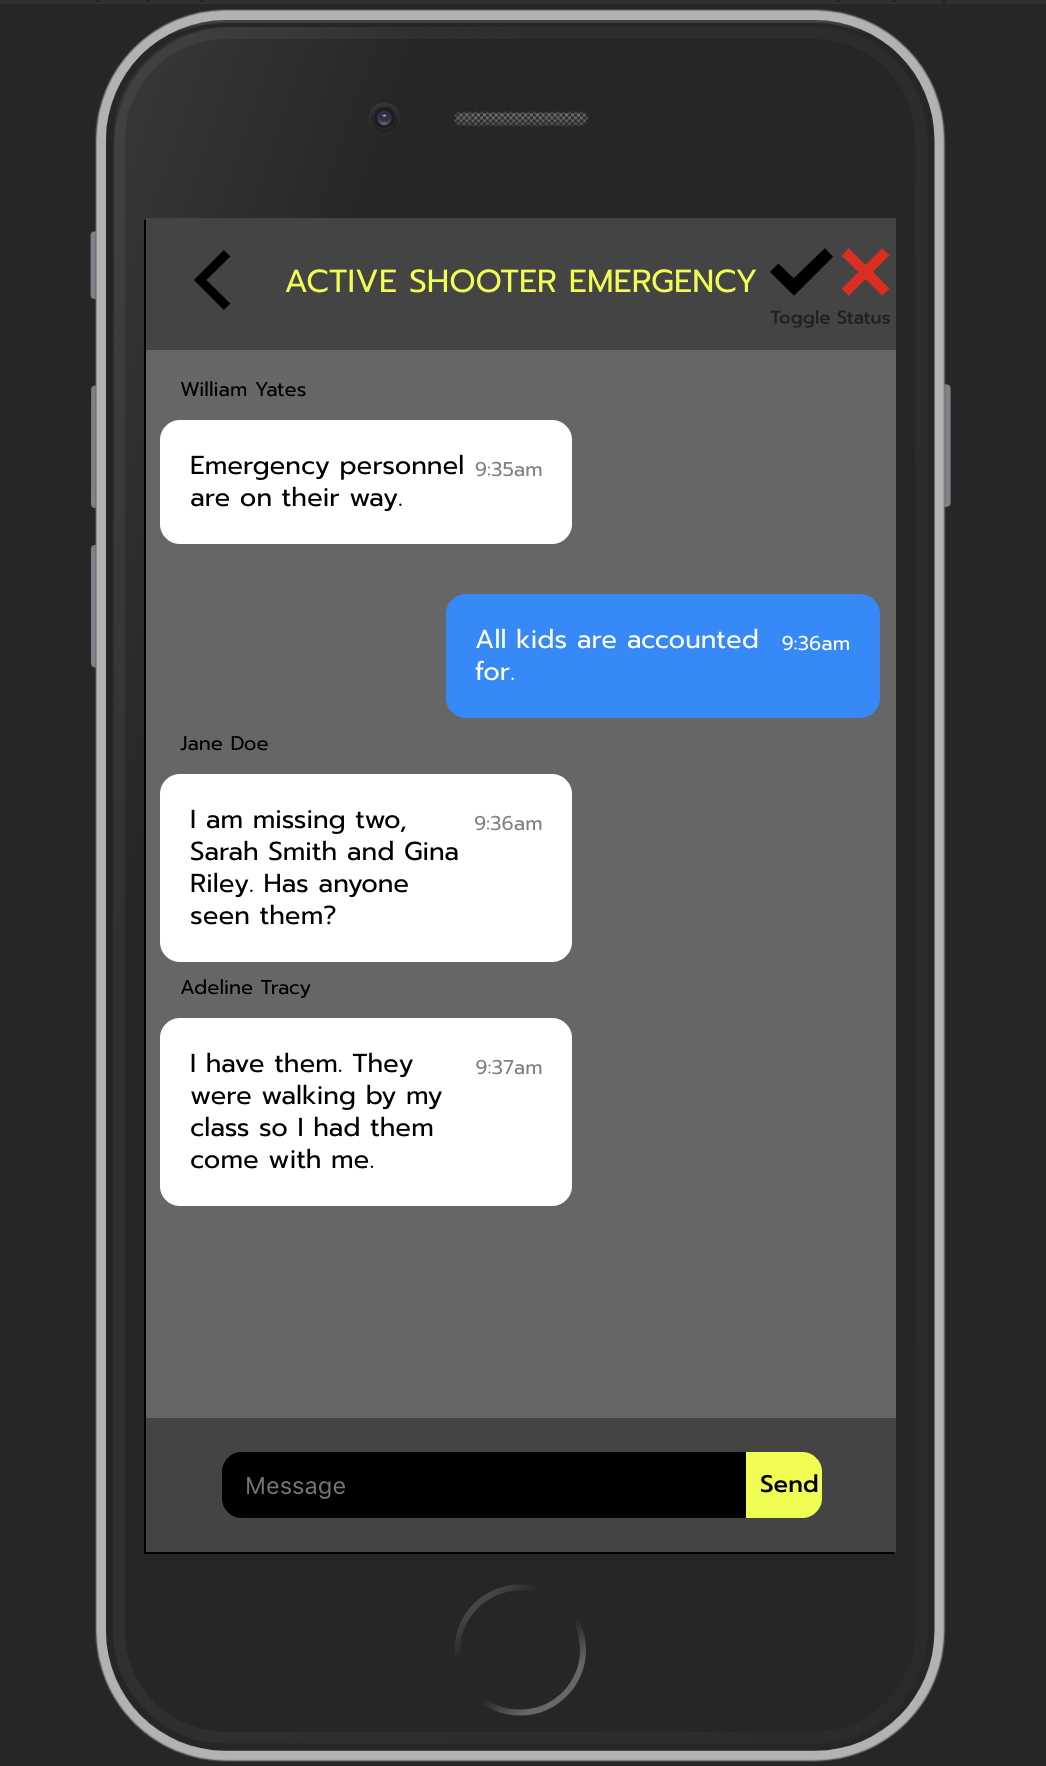 ACTIVE SHOOTER EMERGENCY
Toggle Status
William Yates
Emergency personnel 9:35am
are on their way.
All kids are accounted 9:36am
for.
Jane Doe
I am missing two, 9:36am
Sarah Smith and Gina
Riley. Has anyone
seen them?
Adeline Tracy
I have them. They 9:37am
were walking by my
class so I had them
come with me.
Message Send